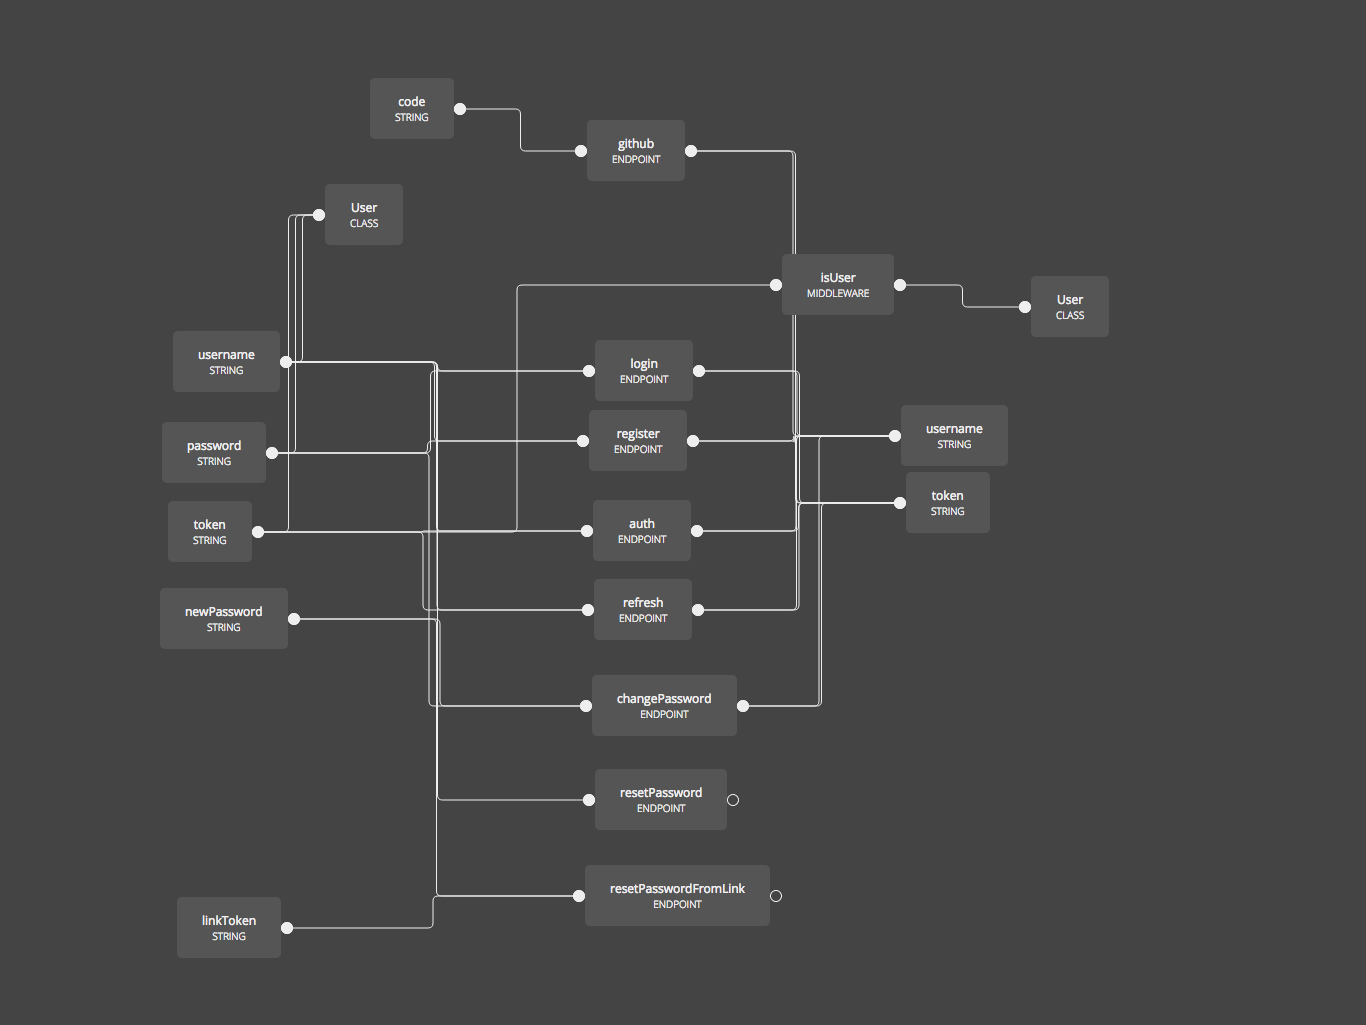 code
STRING
github
ENDPOINT
User
CLASS
isUser
MIDDLEWARE
User
CLASS
username
STRING
login
ENDPOINT
register
ENDPOINT
username
STRING
password
STRING
token
STRING
token
STRING
auth
ENDPOINT
refresh
ENDPOINT
newPassword
STRING
changePassword
ENDPOINT
resetPassword
ENDPOINT
resetPasswordFromLink
ENDPOINT
linkToken
STRING